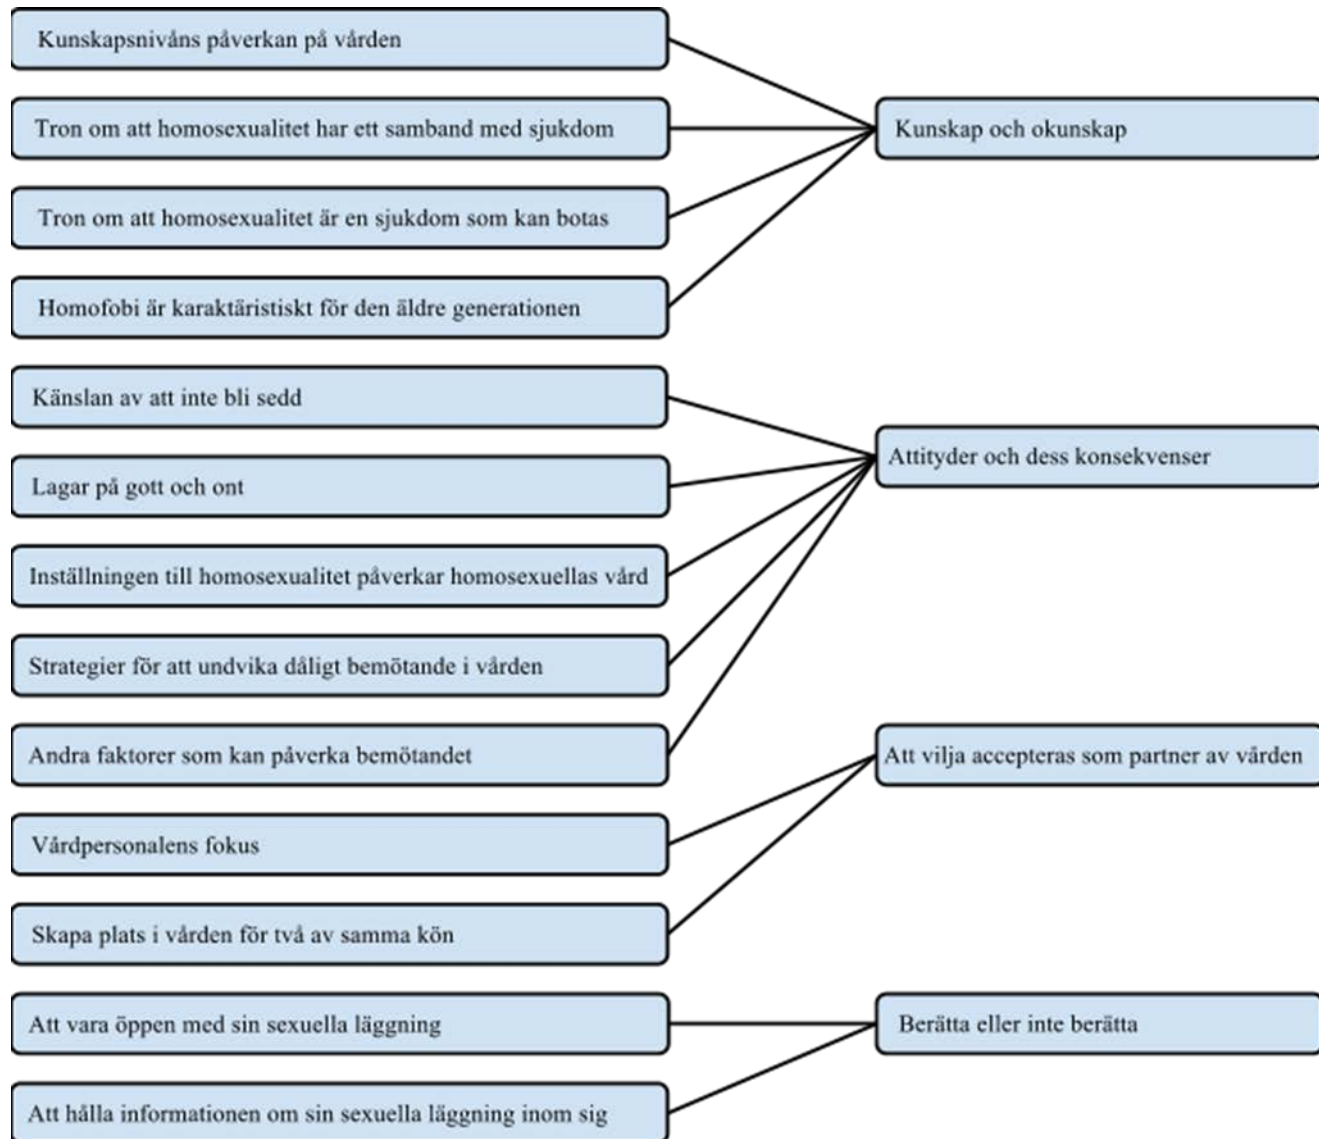 Kunskapsnivåns påverkan på vården
Tron om att homosexualitet har ett samband med sjukdom
Kunskap och okunskap
Tron om att homosexualitet är en sjukdom som kan botas
Homofobi är karaktäristiskt för den äldre generationen
Känslan av att inte bli sedd
Attityder och dess konsekvenser
Lagar på gott och ont
Inställningen till homosexualitet påverkar homosexuellas vård
Strategier för att undvika dåligt bemötande i vården
Andra faktorer som kan påverka bemötandet
Att vilja accepteras som partner av vården
Vårdpersonalens fokus
Skapa plats i vården för två av samma kön
Att vara öppen med sin sexuella läggning
Berätta eller inte berätta
Att hålla informationen om sin sexuella läggning inom sig